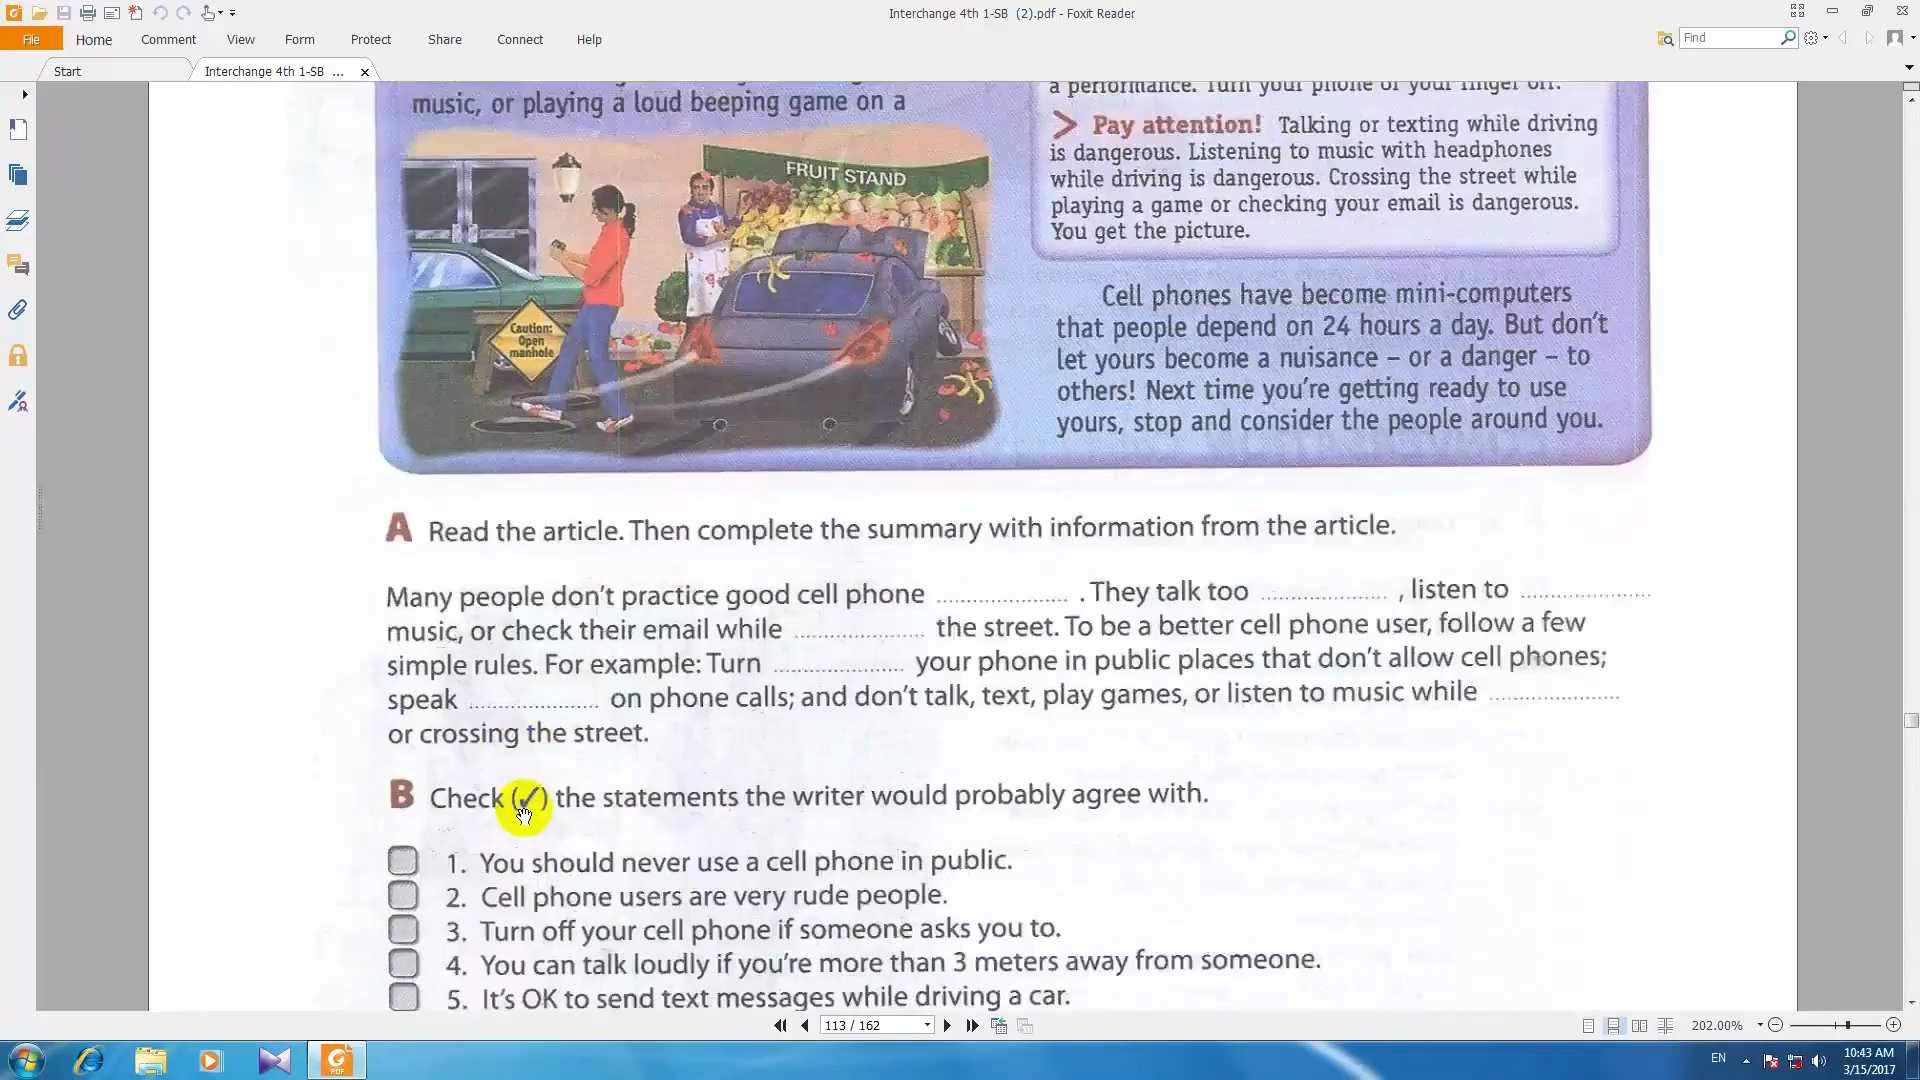 Interchange 4th 1-SB (2).pdf - Foxit Reader
File Home Comment View Form Protect Share Connect Help
Find
Start
Interchange 4th 1-SB ...
music, or playing a loud beeping game on a
FRUIT STAND
Caution:
Open
manhole
a performance. Turn your phone or your ringer off.
> Pay attention! Talking or texting while driving
is dangerous. Listening to music with headphones
while driving is dangerous. Crossing the street while
playing a game or checking your email is dangerous.
You get the picture.
Cell phones have become mini-computers
that people depend on 24 hours a day. But don't
let yours become a nuisance – or a danger – to
others! Next time you're getting ready to use
yours, stop and consider the people around you.
A Read the article. Then complete the summary with information from the article.
Many people don't practice good cell phone .................... . They talk too .................... , listen to ....................
music, or check their email while .................... the street. To be a better cell phone user, follow a few
simple rules. For example: Turn .................... your phone in public places that don't allow cell phones;
speak .................... on phone calls; and don't talk, text, play games, or listen to music while ....................
or crossing the street.
B Check (✓) the statements the writer would probably agree with.
1. You should never use a cell phone in public.
2. Cell phone users are very rude people.
3. Turn off your cell phone if someone asks you to.
4. You can talk loudly if you're more than 3 meters away from someone.
5. It's OK to send text messages while driving a car.
113 / 162
202.00%
PDF
EN
10:43 AM
3/15/2017